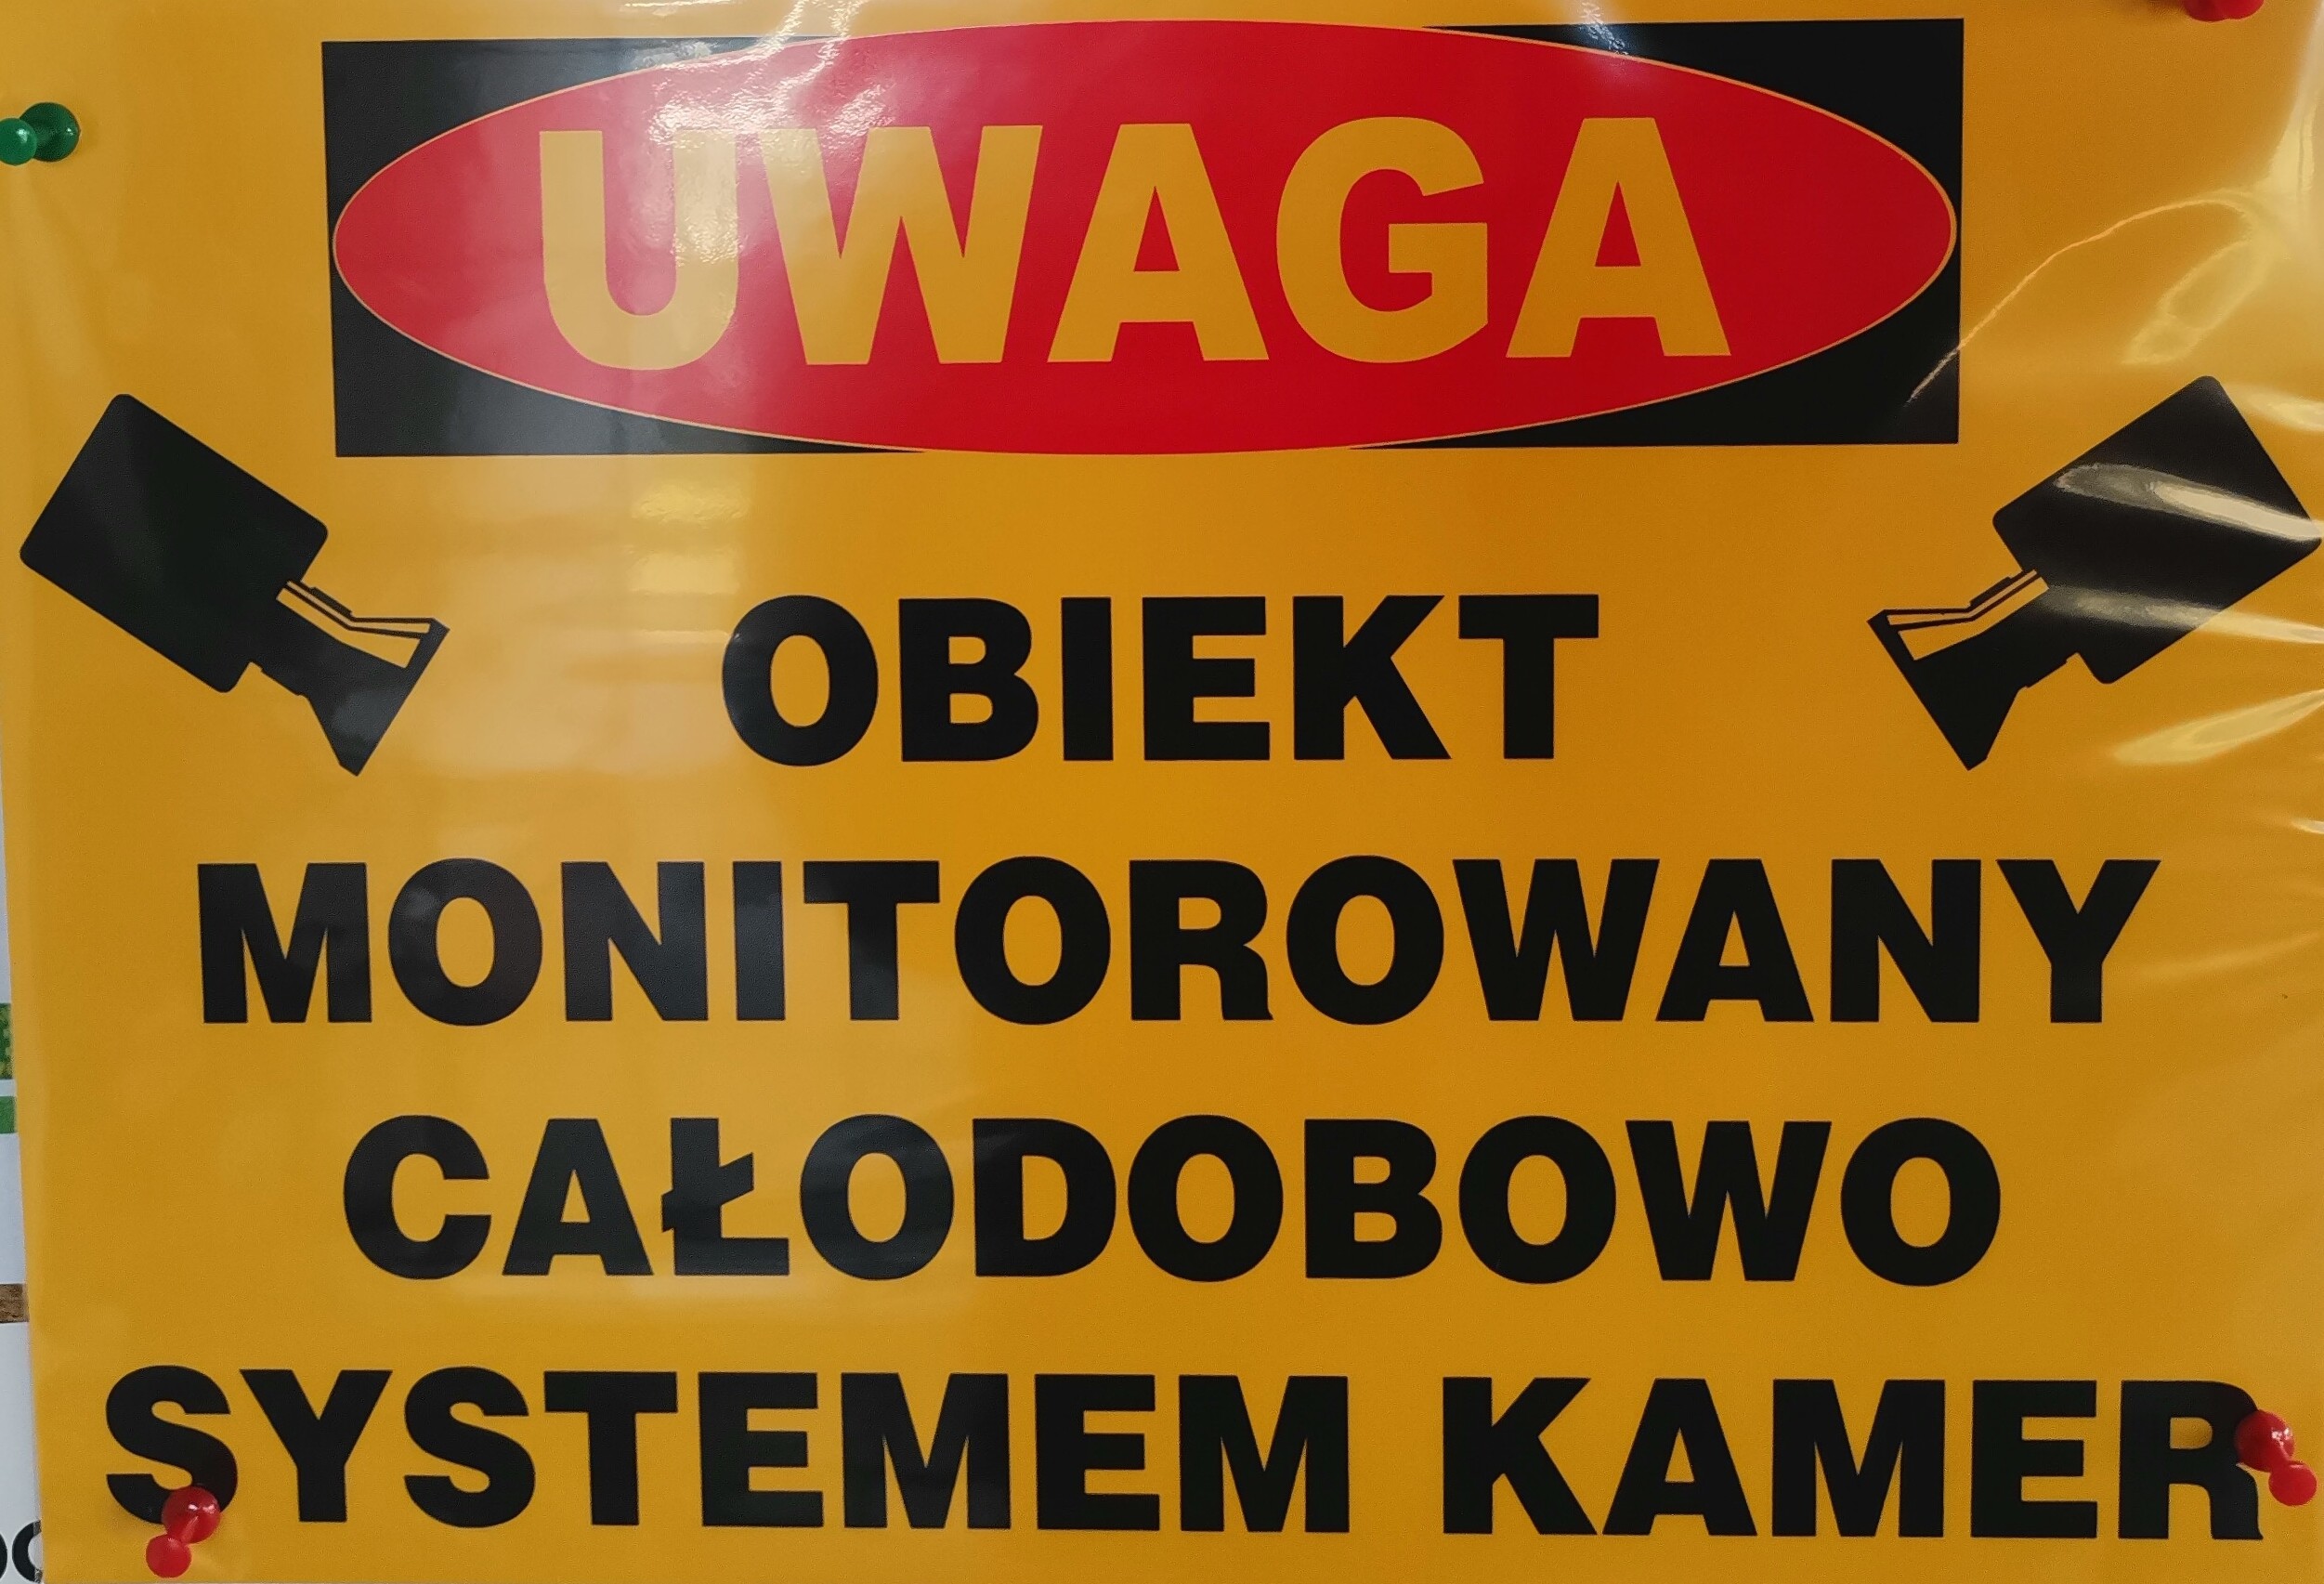 UWAGA
OBIEKT
MONITOROWANY
CAŁODOBOWO
SYSTEMEM KAMER